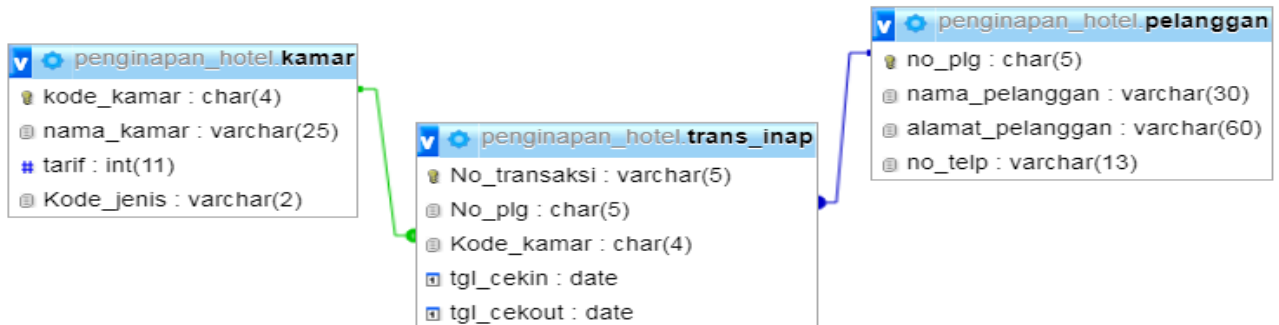 penginapan_hotel.kamar
kode_kamar : char(4)
nama_kamar : varchar(25)
# tarif : int(11)
Kode_jenis : varchar(2)
penginapan_hotel.trans_inap
No_transaksi : varchar(5)
No_plg : char(5)
Kode_kamar : char(4)
tgl_cekin : date
tgl_cekout : date
penginapan_hotel.pelanggan
no_plg : char(5)
nama_pelanggan : varchar(30)
alamat_pelanggan : varchar(60)
no_telp : varchar(13)